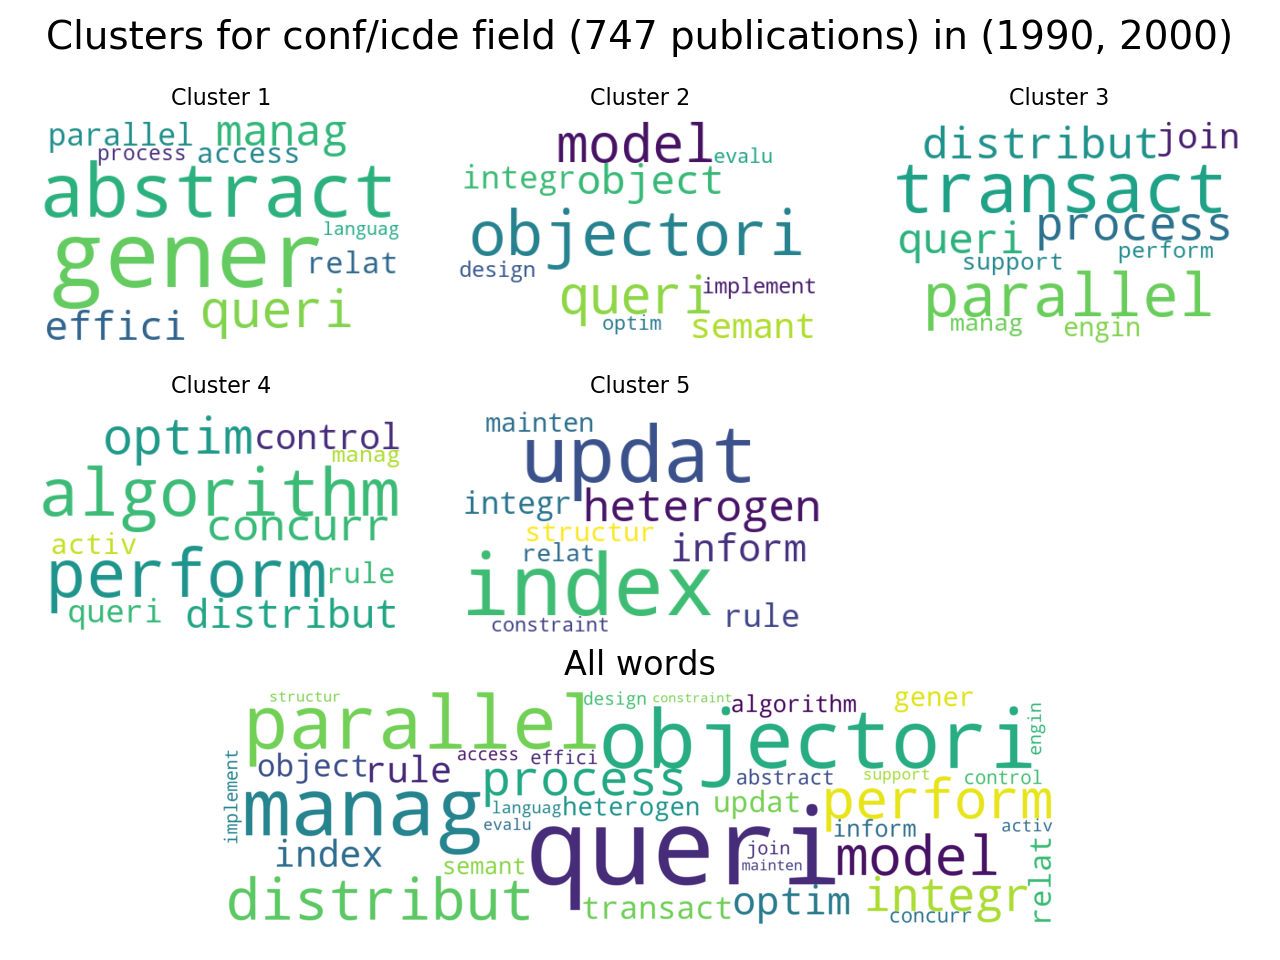 Clusters for conf/icde field (747 publications) in (1990, 2000)
Cluster 1
parallel manag
process access
abstract
languag
gener
relat
queri
effici
Cluster 2
model
evalu
integr object
objectori
design
implement
queri
optim semant
Cluster 3
distribut join
transact
process
queri
perform
support
parallel
manag engin
Cluster 4
optim control
manag
algorithm
concurr
activ
perform rule
queri distribut
Cluster 5
mainten
updat
integr heterogen
structur
relat inform
index
rule
constraint
All words
structur design constraint algorithm gener
parallel objectori engin
object rule access effici
process abstract support control
implement manag languag heterogen updat perform
evalu queri inform activ
index join model
semant mainten relat
distribut transact optim integr
concurr